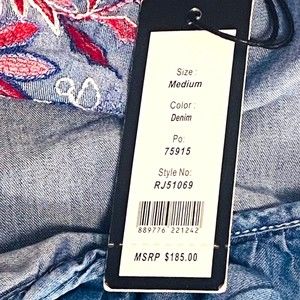 Size :
Medium
Color :
Denim
Po:
75915
Style No:
RJ51069
889776 221242
MSRP $185.00